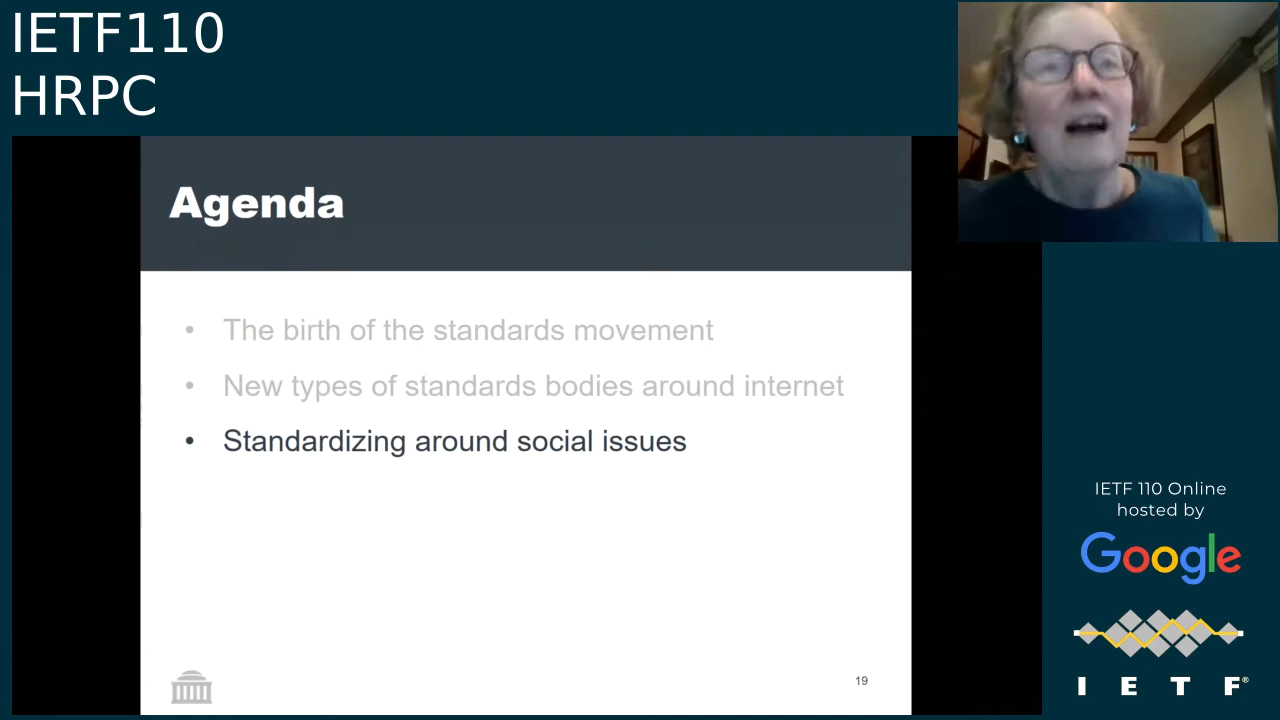 IETF110
HRPC
Agenda
• The birth of the standards movement
• New types of standards bodies around internet
• Standardizing around social issues
19
IETF 110 Online
hosted by
Google
I E T F®